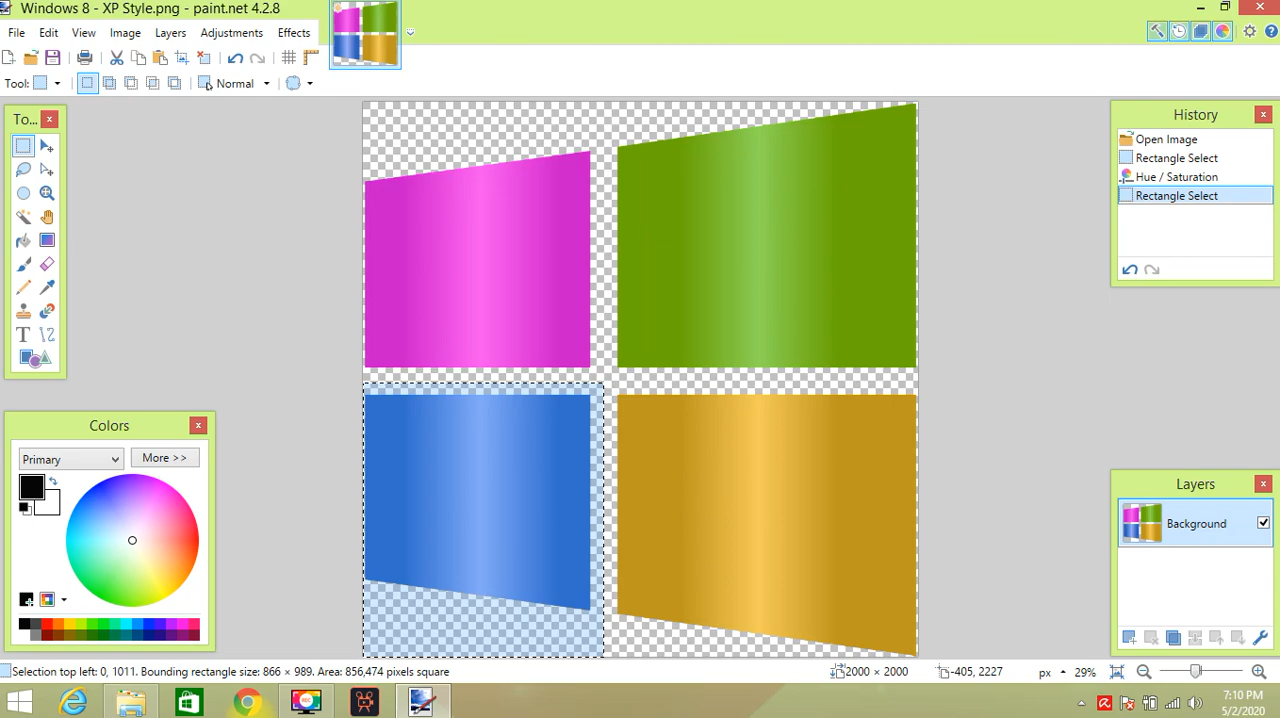 Windows 8 - XP Style.png - paint.net 4.2.8
File Edit View Image Layers Adjustments Effects
Tool: Normal
To...
Colors
Primary
More >>
History
Open Image
Rectangle Select
Hue / Saturation
Rectangle Select
Layers
Background
Selection top left: 0, 1011. Bounding rectangle size: 866 × 989. Area: 856,474 pixels square
2000 × 2000
-405, 2227
px
29%
REC
7:10 PM
5/2/2020